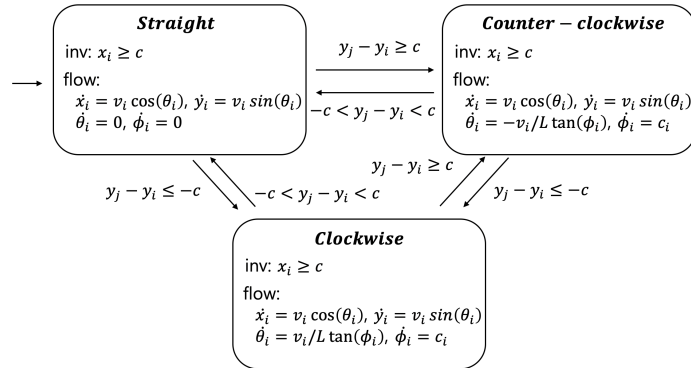 Straight
inv: x_i ≥ c
flow:
ẋ_i = v_i cos(θ_i), ẏ_i = v_i sin(θ_i)
θ̇_i = 0, ϕ̇_i = 0
y_j − y_i ≥ c
−c < y_j − y_i < c
Counter − clockwise
inv: x_i ≥ c
flow:
ẋ_i = v_i cos(θ_i), ẏ_i = v_i sin(θ_i)
θ̇_i = −v_i/L tan(ϕ_i), ϕ̇_i = c_i
y_j − y_i ≤ −c
−c < y_j − y_i < c
y_j − y_i ≥ c
y_j − y_i ≤ −c
Clockwise
inv: x_i ≥ c
flow:
ẋ_i = v_i cos(θ_i), ẏ_i = v_i sin(θ_i)
θ̇_i = v_i/L tan(ϕ_i), ϕ̇_i = c_i